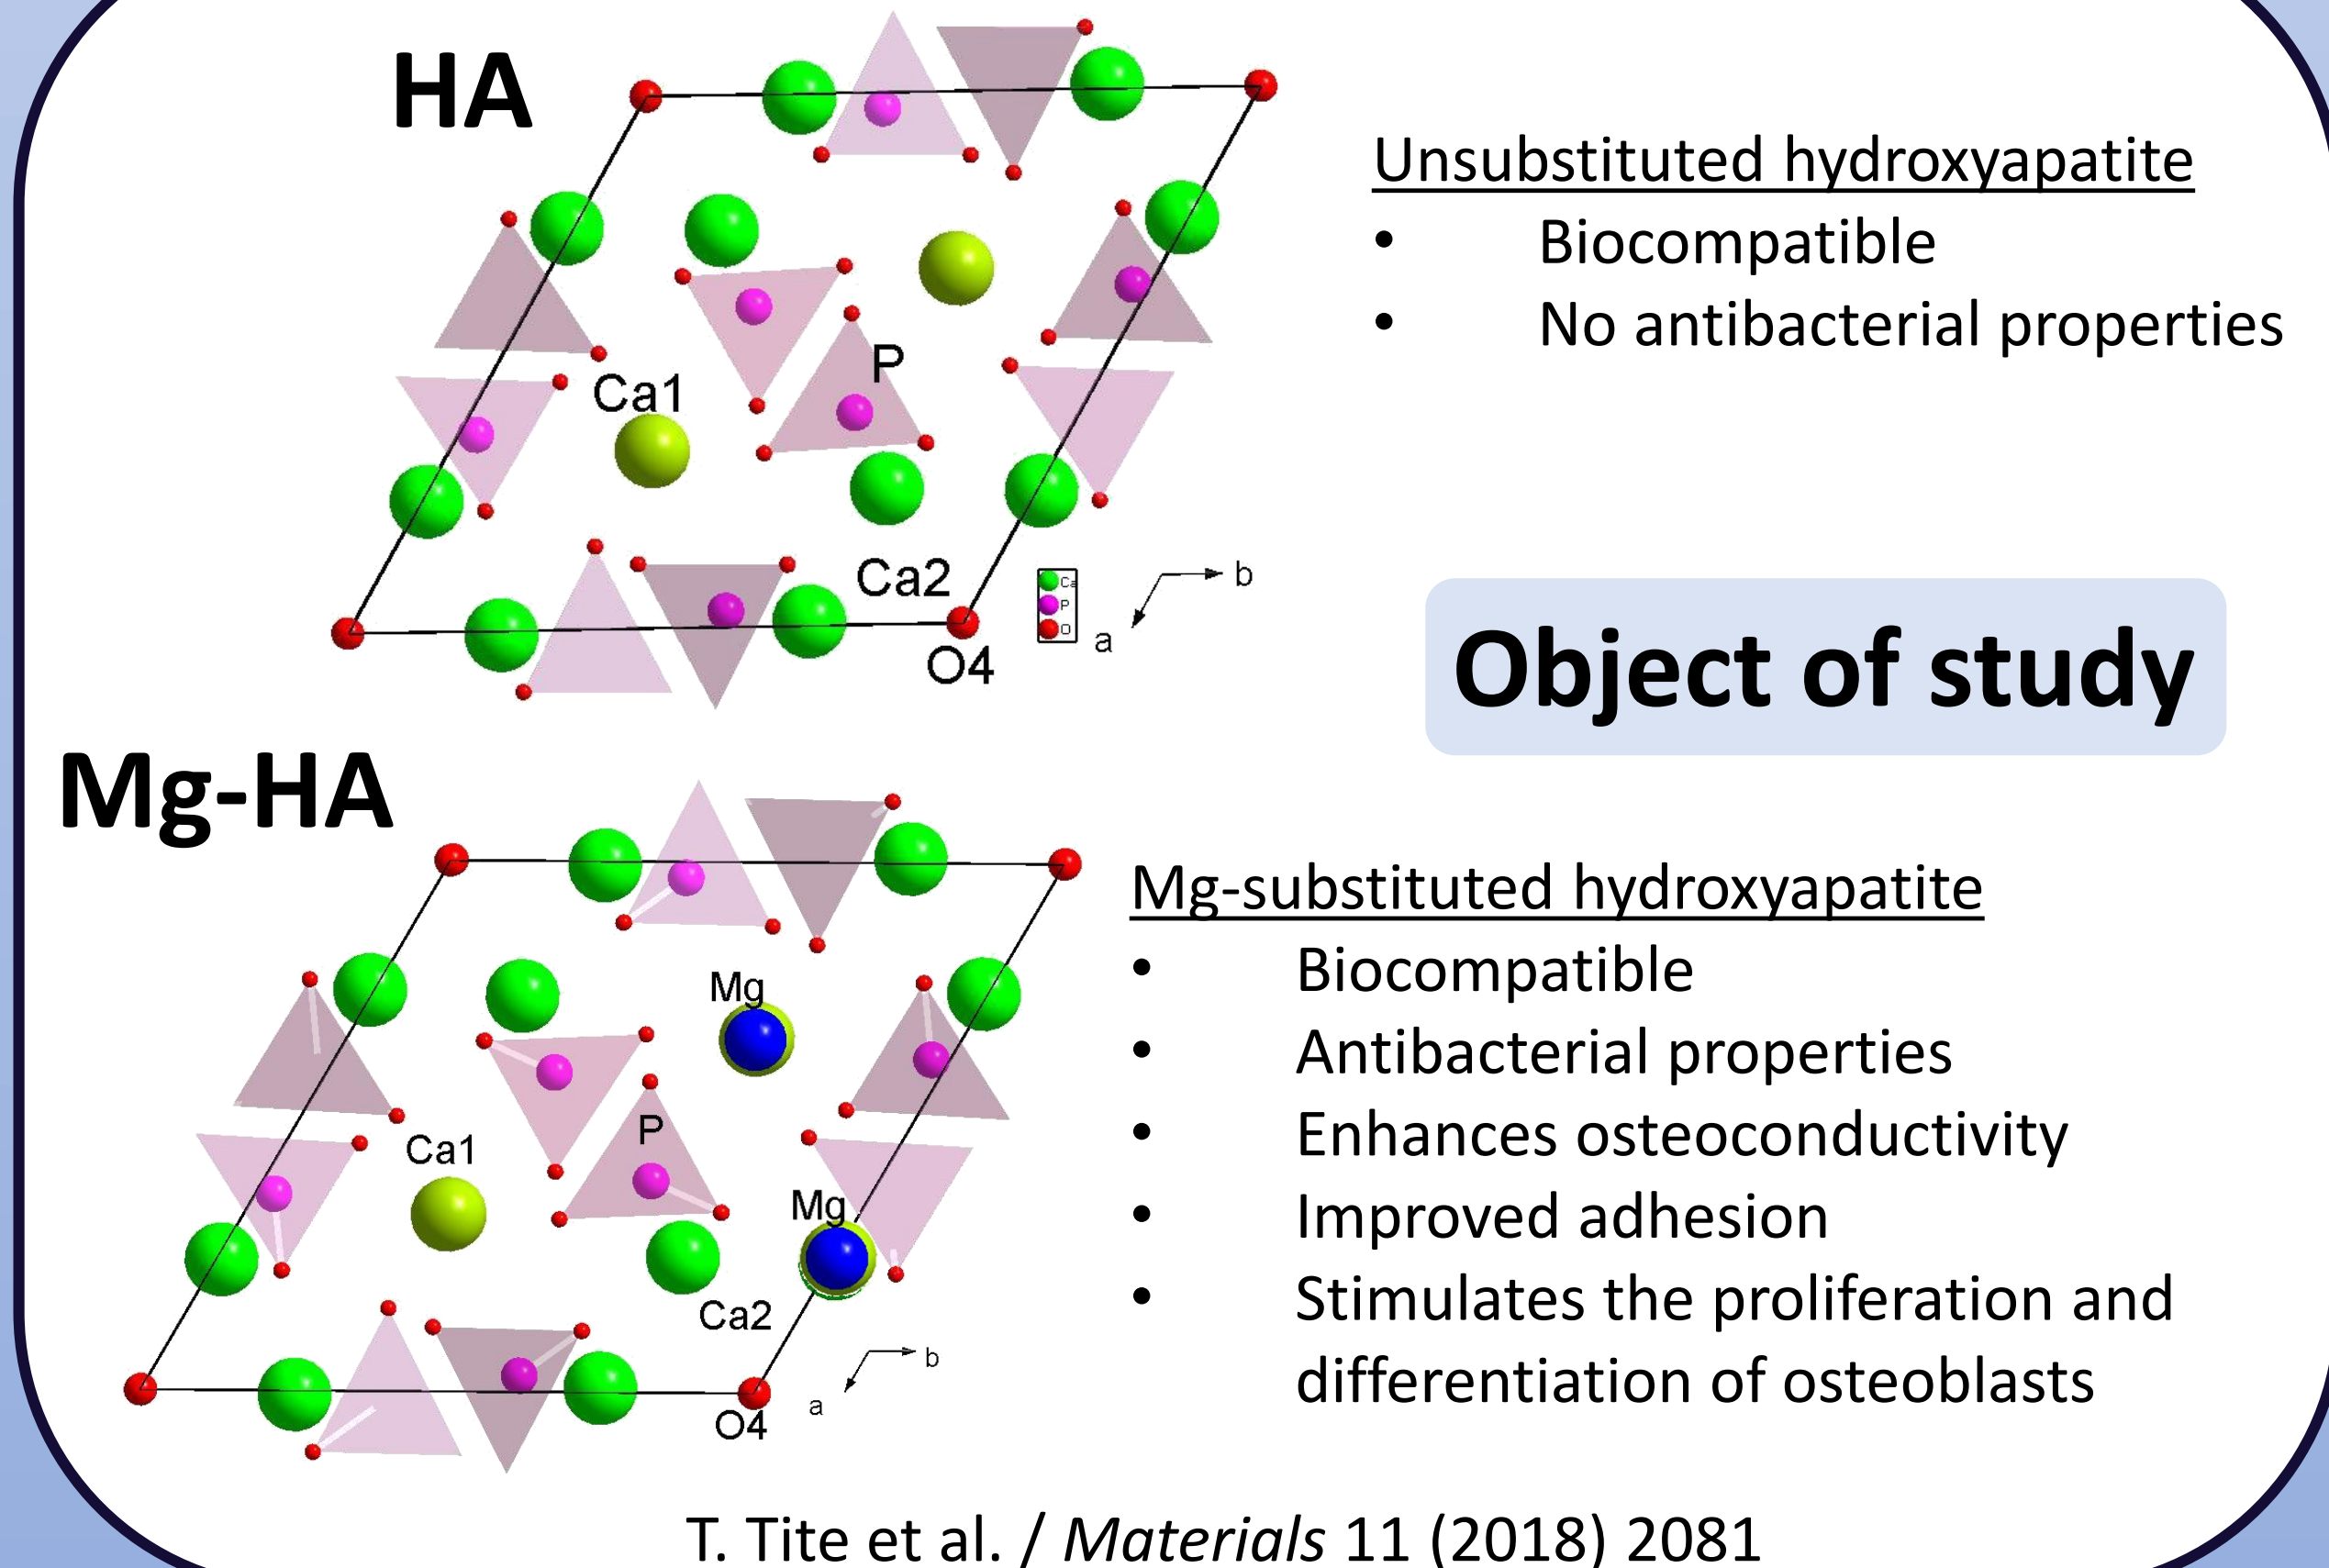 HA
Unsubstituted hydroxyapatite
• Biocompatible
• No antibacterial properties
P
Ca1
Ca2
O4
Ca
P
O
b
a
Object of study
Mg-HA
Mg
P
Ca1
Mg
Ca2
O4
b
a
Mg-substituted hydroxyapatite
• Biocompatible
• Antibacterial properties
• Enhances osteoconductivity
• Improved adhesion
• Stimulates the proliferation and
differentiation of osteoblasts
T. Tite et al. / Materials 11 (2018) 2081